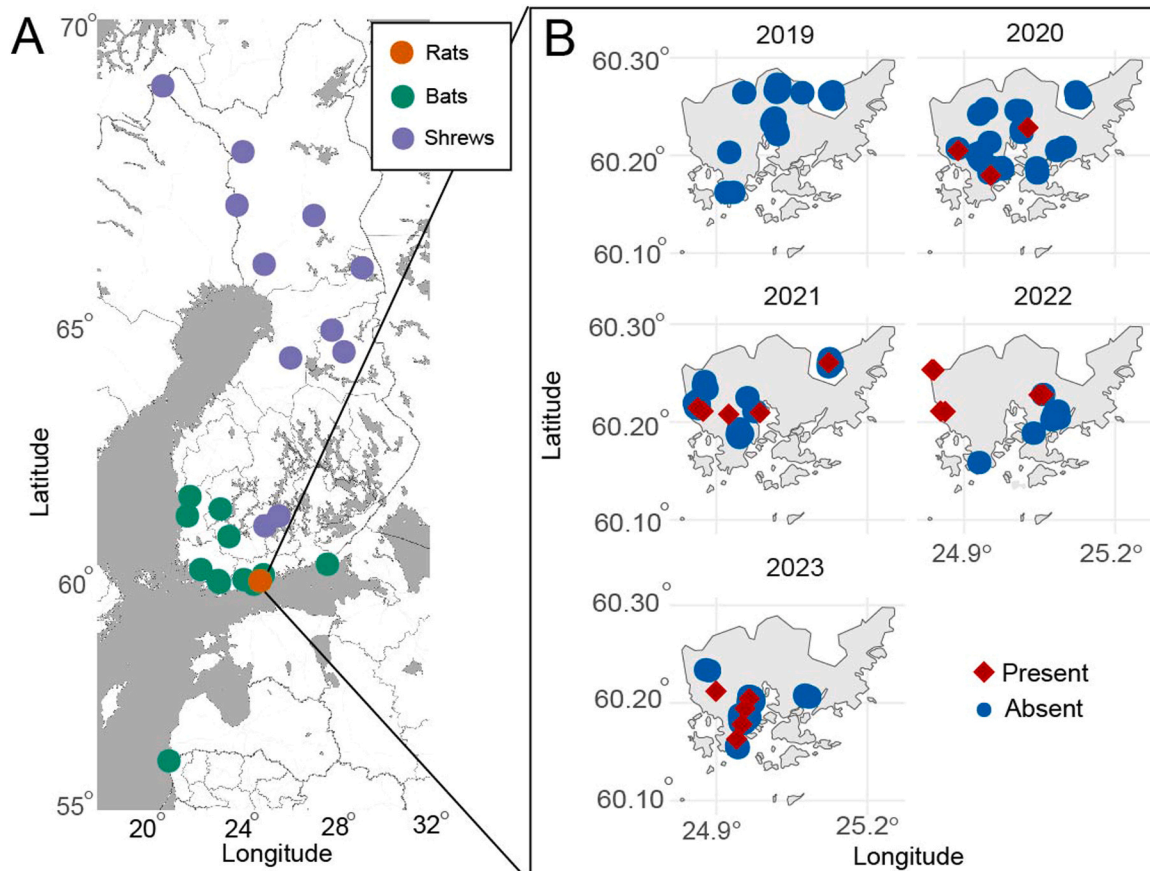 A
70°
65°
60°
55°
Latitude
20° 24° 28° 32°
Longitude
Rats
Bats
Shrews
B
2019 2020
60.30°
60.20°
60.10°
2021 2022
60.30°
60.20°
60.10°
24.9° 25.2°
2023
60.30°
60.20°
60.10°
24.9° 25.2°
Latitude
Longitude
Present
Absent